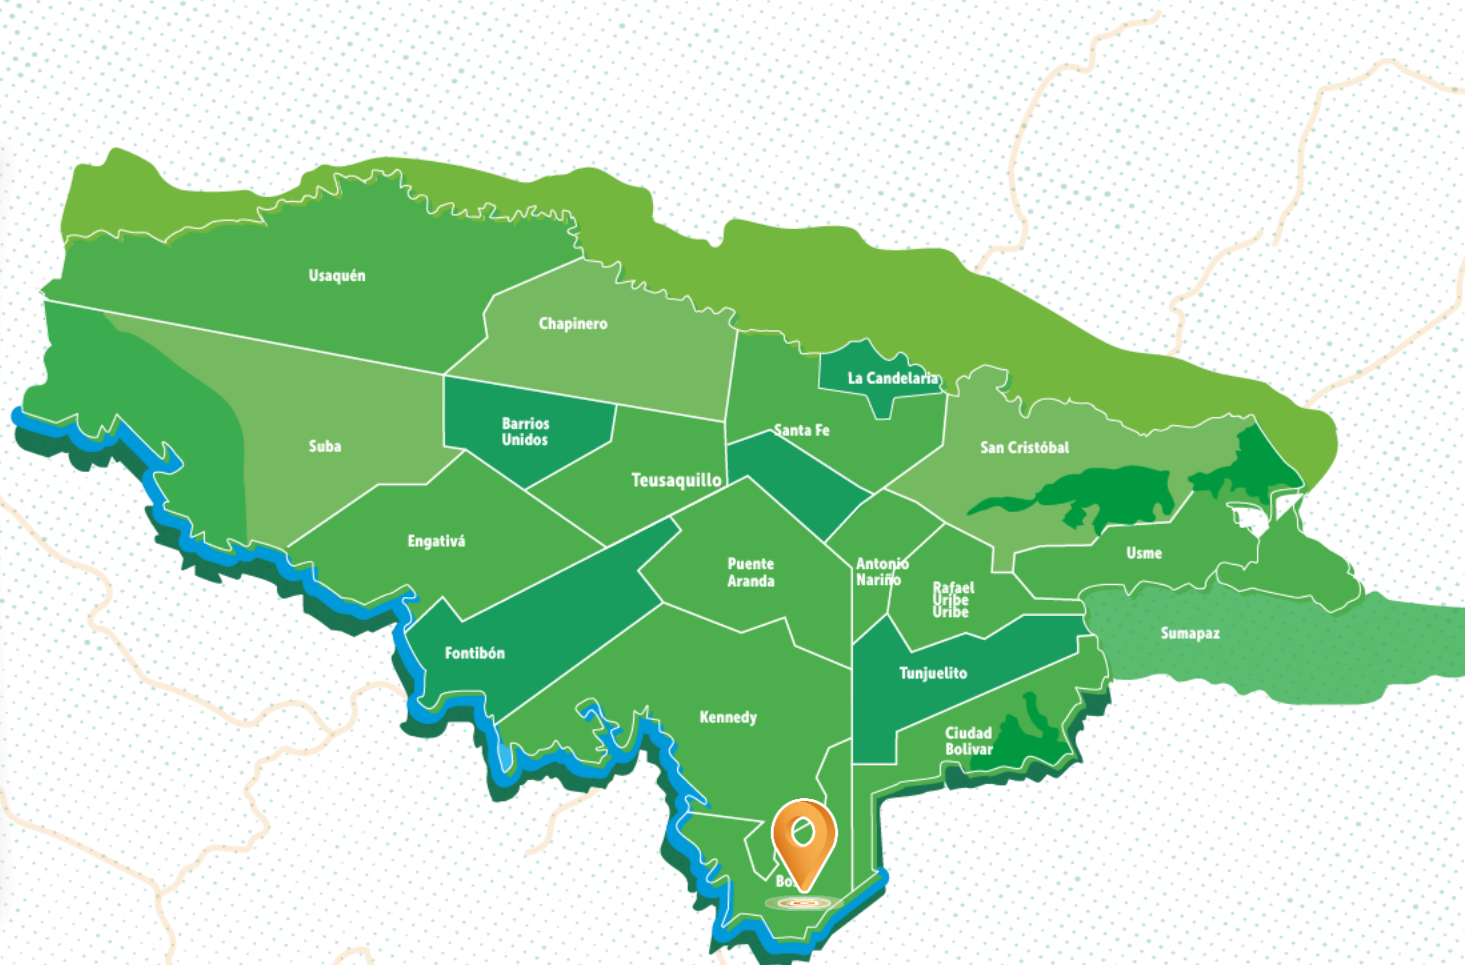 Usaquén
Chapinero
La Candelaria
Barrios
Unidos
Santa Fe
Suba
San Cristóbal
Teusaquillo
Engativá
Usme
Puente
Aranda
Antonio
Nariño
Rafael
Uribe
Uribe
Sumapaz
Fontibón
Tunjuelito
Kennedy
Ciudad
Bolivar